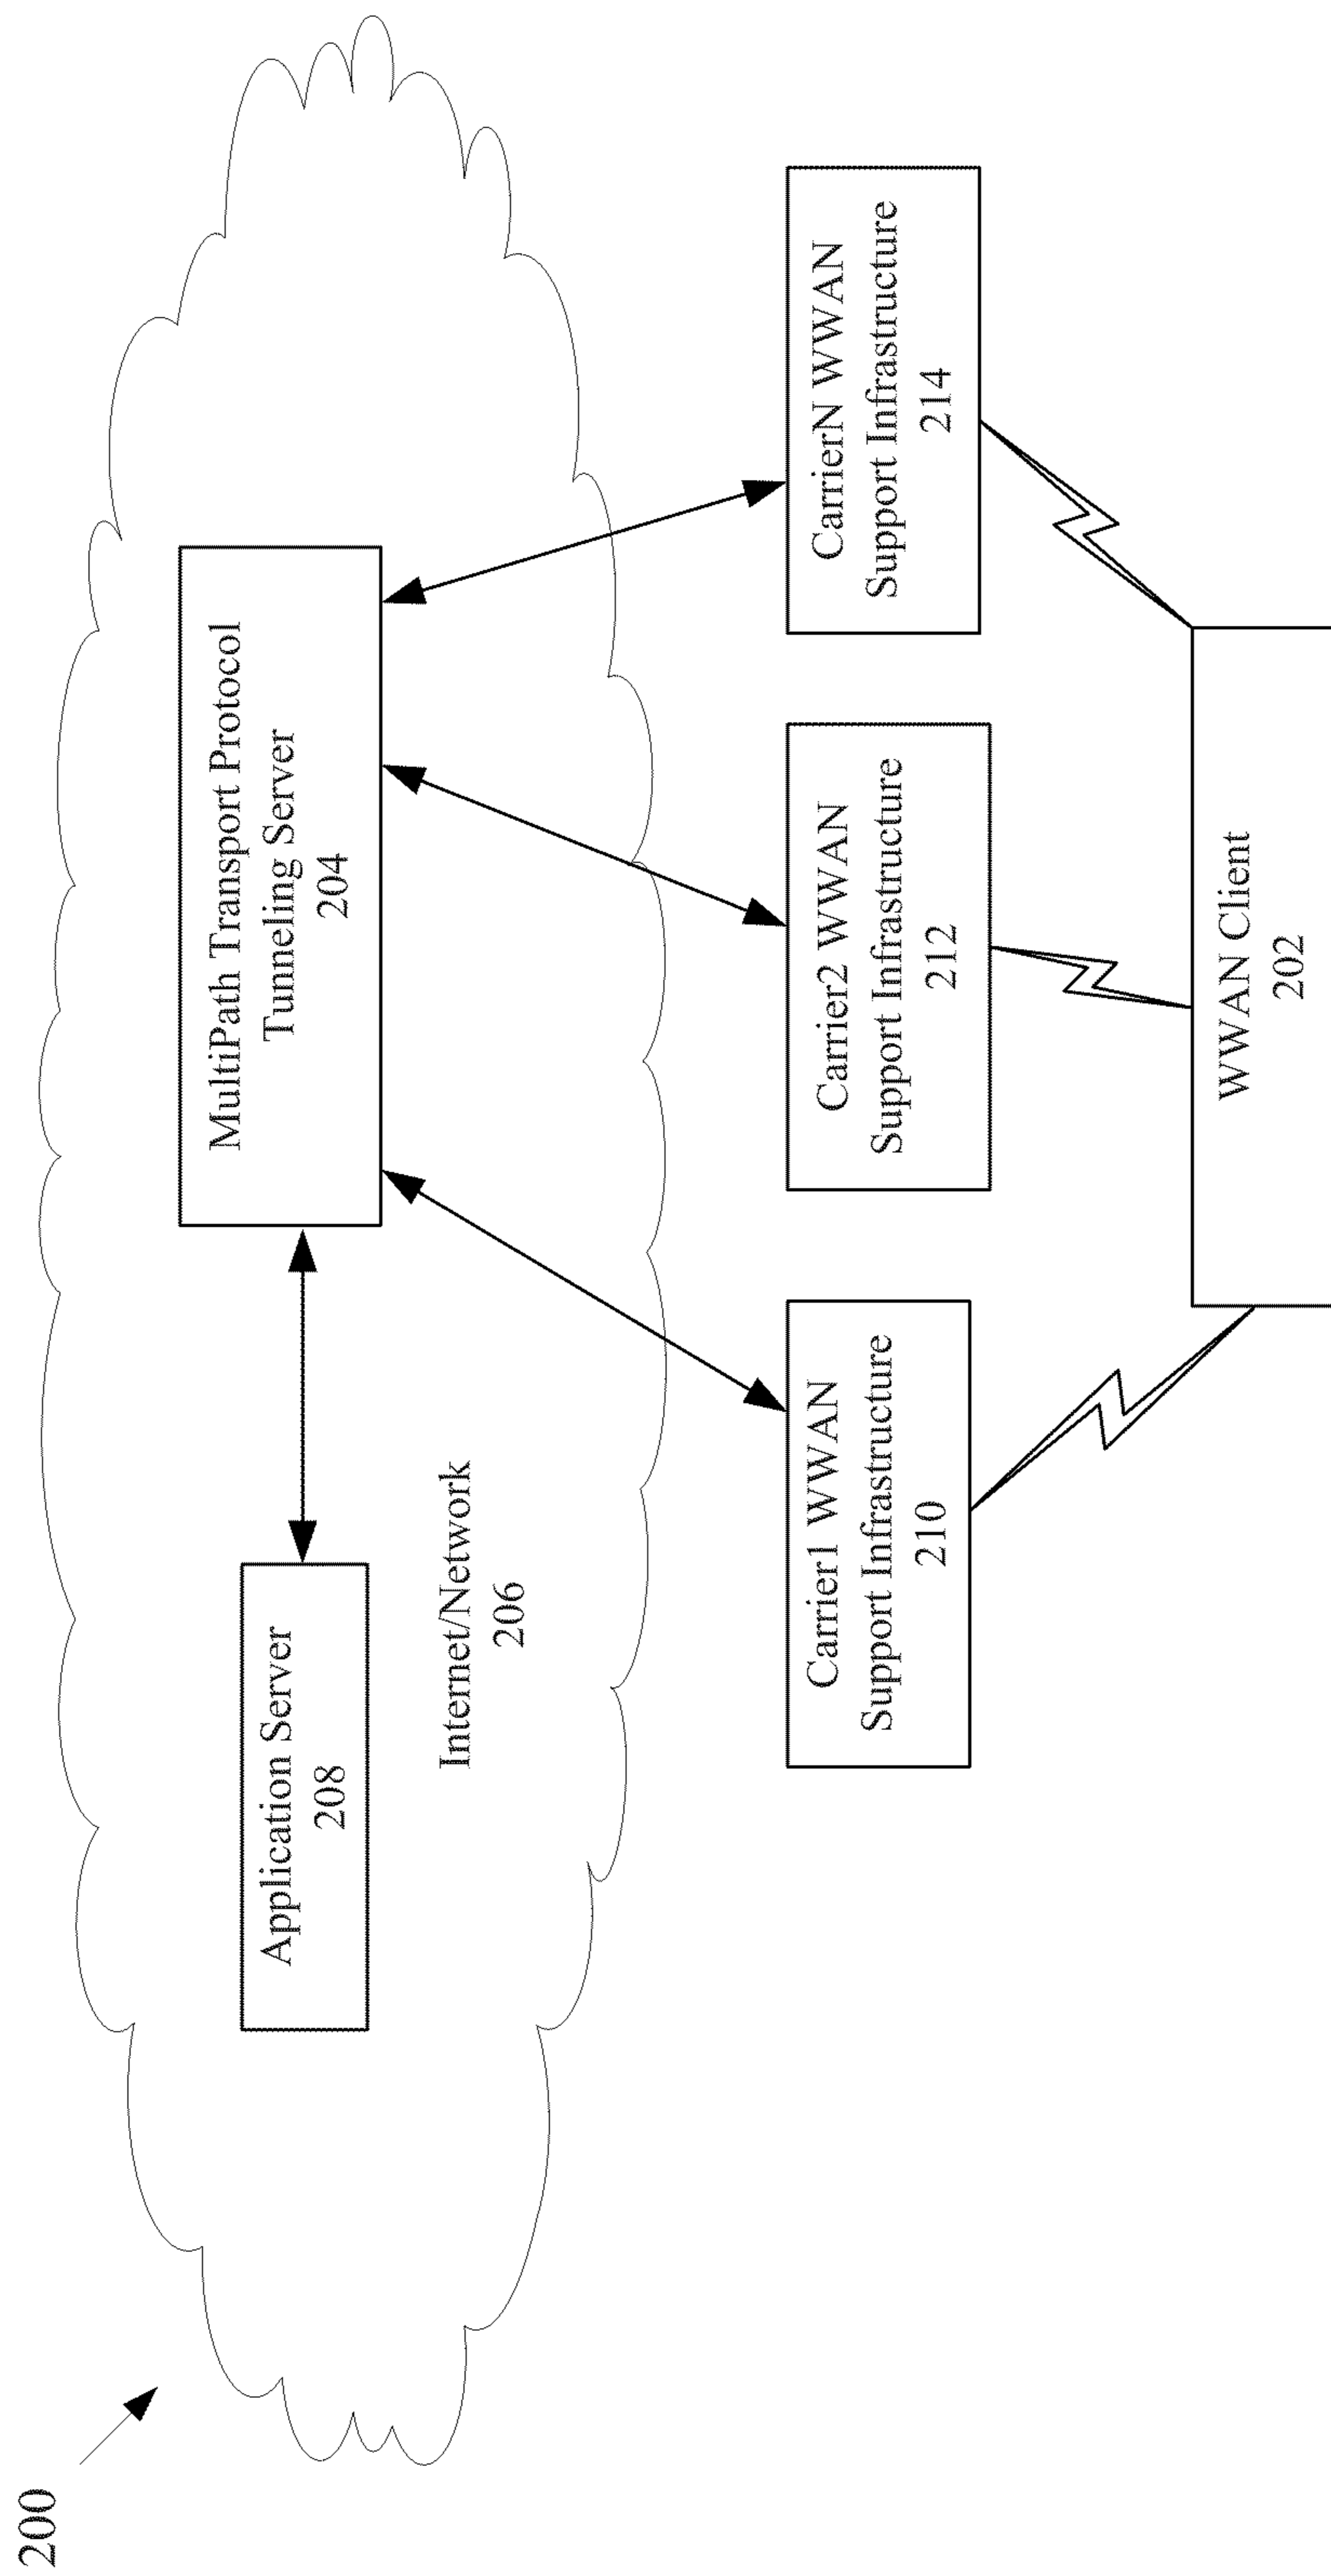 200
Application Server
208
MultiPath Transport Protocol
Tunneling Server
204
Internet/Network
206
Carrier1 WWAN
Support Infrastructure
210
Carrier2 WWAN
Support Infrastructure
212
CarrierN WWAN
Support Infrastructure
214
WWAN Client
202